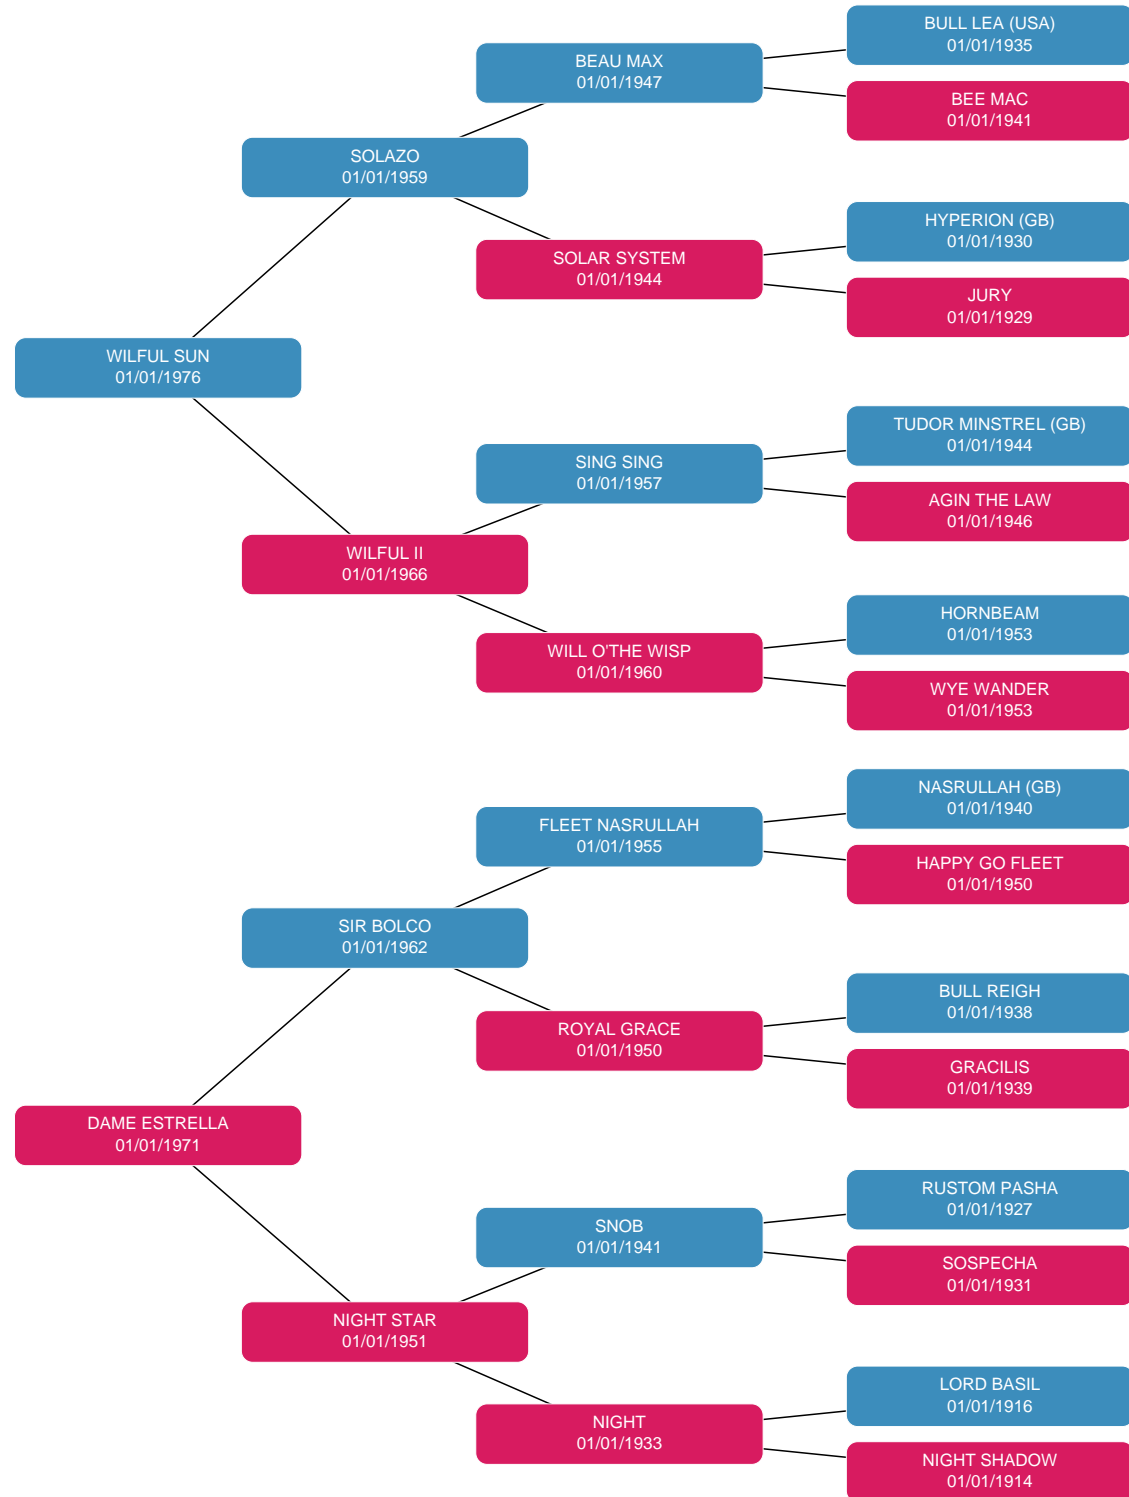 BULL LEA (USA)
01/01/1935
BEAU MAX
01/01/1947
BEE MAC
01/01/1941
SOLAZO
01/01/1959
HYPERION (GB)
01/01/1930
SOLAR SYSTEM
01/01/1944
JURY
01/01/1929
WILFUL SUN
01/01/1976
TUDOR MINSTREL (GB)
01/01/1944
SING SING
01/01/1957
AGIN THE LAW
01/01/1946
WILFUL II
01/01/1966
HORNBEAM
01/01/1953
WILL O'THE WISP
01/01/1960
WYE WANDER
01/01/1953
NASRULLAH (GB)
01/01/1940
FLEET NASRULLAH
01/01/1955
HAPPY GO FLEET
01/01/1950
SIR BOLCO
01/01/1962
BULL REIGH
01/01/1938
ROYAL GRACE
01/01/1950
GRACILIS
01/01/1939
DAME ESTRELLA
01/01/1971
RUSTOM PASHA
01/01/1927
SNOB
01/01/1941
SOSPECHA
01/01/1931
NIGHT STAR
01/01/1951
LORD BASIL
01/01/1916
NIGHT
01/01/1933
NIGHT SHADOW
01/01/1914